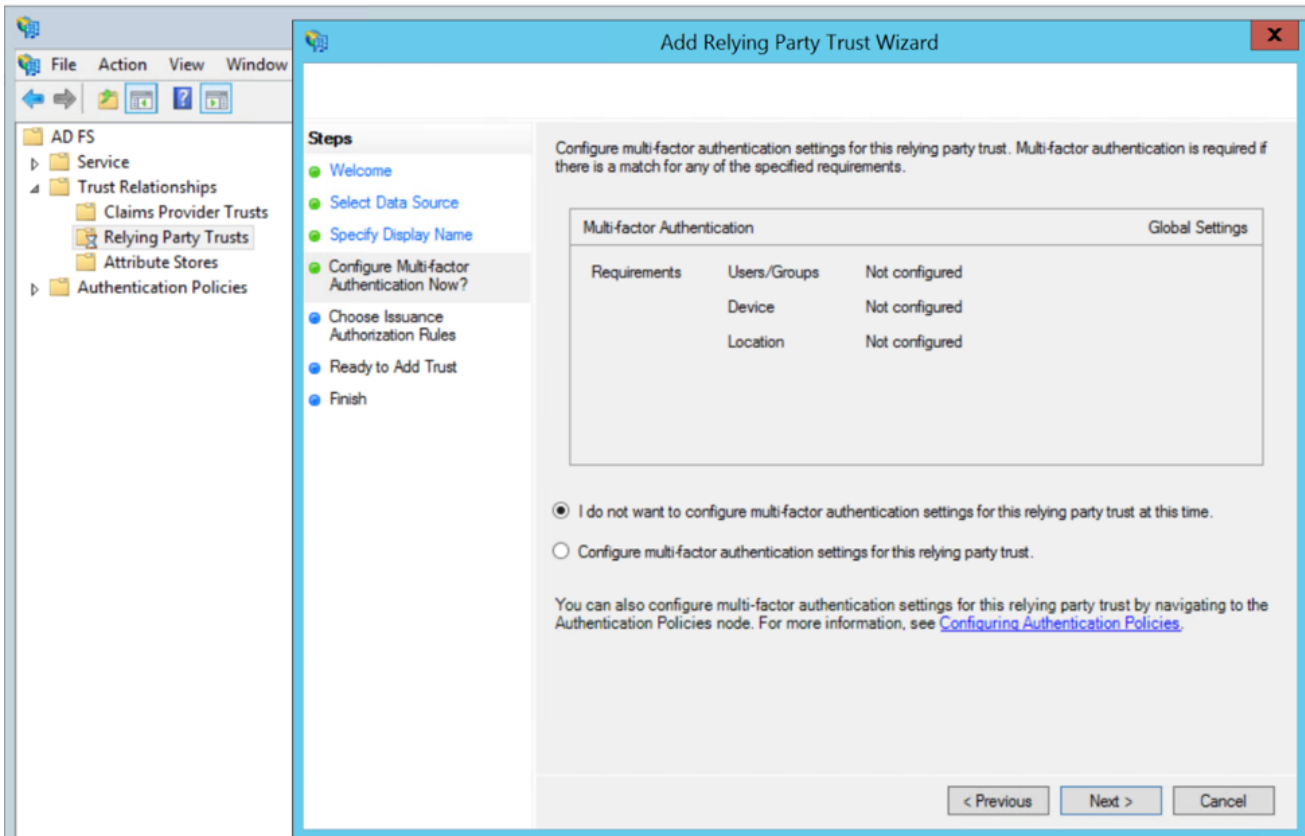 File Action View Window
AD FS
Service
Trust Relationships
Claims Provider Trusts
Relying Party Trusts
Attribute Stores
Authentication Policies
Add Relying Party Trust Wizard
X
Steps
Welcome
Select Data Source
Specify Display Name
Configure Multi-factor
Authentication Now?
Choose Issuance
Authorization Rules
Ready to Add Trust
Finish
Configure multi-factor authentication settings for this relying party trust. Multi-factor authentication is required if
there is a match for any of the specified requirements.
Multi-factor Authentication Global Settings
Requirements Users/Groups Not configured
Device Not configured
Location Not configured
I do not want to configure multi-factor authentication settings for this relying party trust at this time.
Configure multi-factor authentication settings for this relying party trust.
You can also configure multi-factor authentication settings for this relying party trust by navigating to the
Authentication Policies node. For more information, see Configuring Authentication Policies.
< Previous Next > Cancel